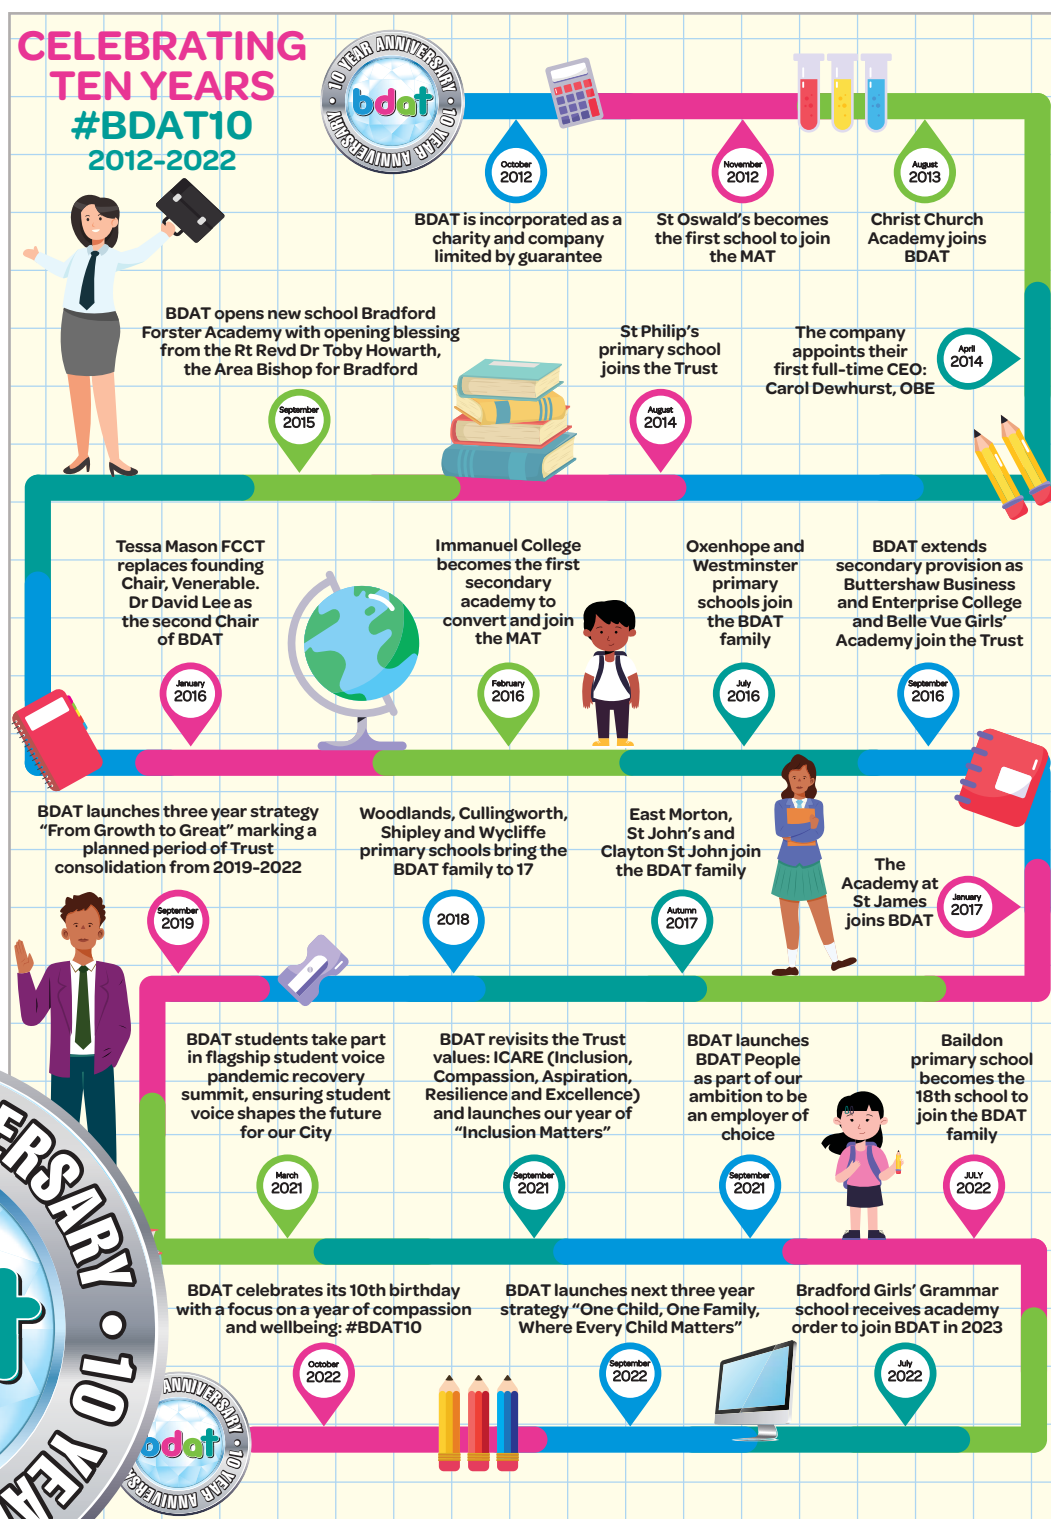 CELEBRATING
TEN YEARS
#BDAT10
2012-2022
10 YEAR ANNIVERSARY • 10 YEAR ANNIVERSARY •
bdat
October
2012
BDAT is incorporated as a
charity and company
limited by guarantee
November
2012
St Oswald's becomes
the first school to join
the MAT
August
2013
Christ Church
Academy joins
BDAT
The company
appoints their
first full-time CEO:
Carol Dewhurst, OBE
April
2014
St Philip's
primary school
joins the Trust
August
2014
BDAT opens new school Bradford
Forster Academy with opening blessing
from the Rt Revd Dr Toby Howarth,
the Area Bishop for Bradford
September
2015
Tessa Mason FCCT
replaces founding
Chair, Venerable.
Dr David Lee as
the second Chair
of BDAT
January
2016
Immanuel College
becomes the first
secondary
academy to
convert and join
the MAT
February
2016
Oxenhope and
Westminster
primary
schools join
the BDAT
family
July
2016
BDAT extends
secondary provision as
Buttershaw Business
and Enterprise College
and Belle Vue Girls'
Academy join the Trust
September
2016
The
Academy at
St James
joins BDAT
January
2017
East Morton,
St John's and
Clayton St John join
the BDAT family
Autumn
2017
Woodlands, Cullingworth,
Shipley and Wycliffe
primary schools bring the
BDAT family to 17
2018
BDAT launches three year strategy
“From Growth to Great” marking a
planned period of Trust
consolidation from 2019-2022
September
2019
BDAT students take part
in flagship student voice
pandemic recovery
summit, ensuring student
voice shapes the future
for our City
March
2021
BDAT revisits the Trust
values: ICARE (Inclusion,
Compassion, Aspiration,
Resilience and Excellence)
and launches our year of
“Inclusion Matters”
September
2021
BDAT launches
BDAT People
as part of our
ambition to be
an employer of
choice
September
2021
Baildon
primary school
becomes the
18th school to
join the BDAT
family
JULY
2022
Bradford Girls' Grammar
school receives academy
order to join BDAT in 2023
July
2022
BDAT launches next three year
strategy “One Child, One Family,
Where Every Child Matters”
September
2022
BDAT celebrates its 10th birthday
with a focus on a year of compassion
and wellbeing: #BDAT10
October
2022
ERSARY • 10 YEA
t
ANNIVERSARY • 10 YEAR ANNIVERSA
bdat